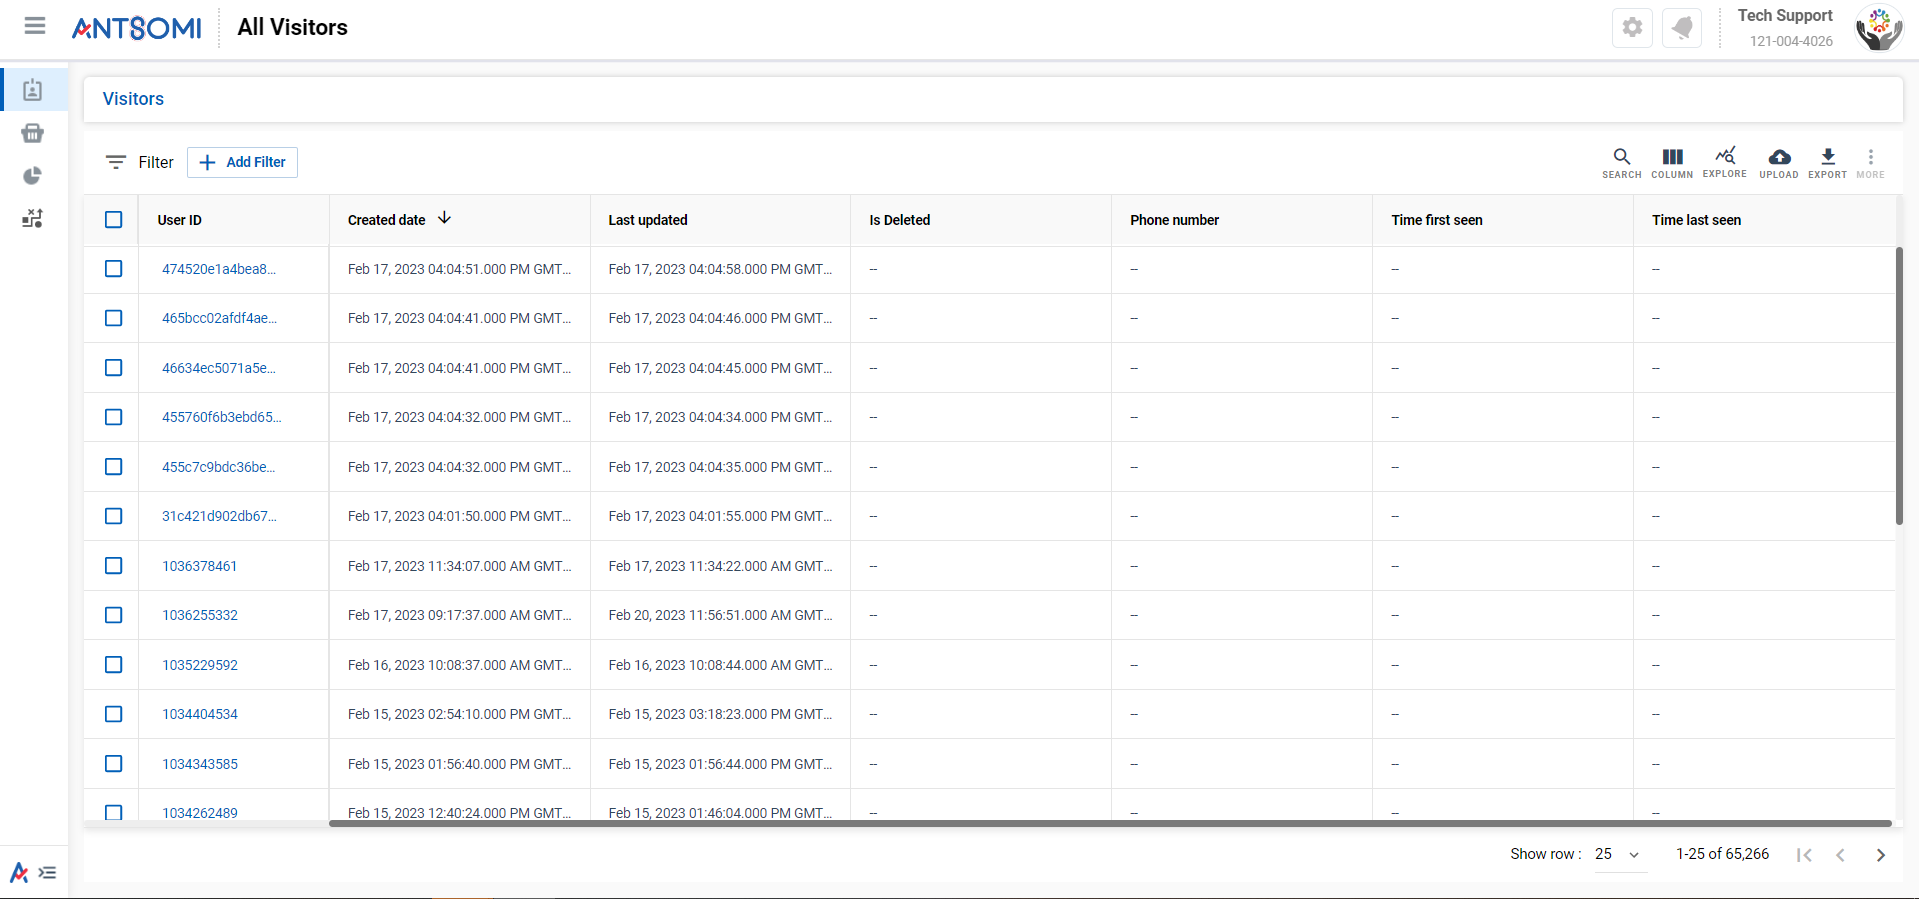 ANTSOMI All Visitors
Tech Support
121-004-4026
Visitors
Filter Add Filter
SEARCH COLUMN EXPLORE UPLOAD EXPORT MORE
User ID Created date Last updated Is Deleted Phone number Time first seen Time last seen
474520e1a4bea8... Feb 17, 2023 04:04:51.000 PM GMT... Feb 17, 2023 04:04:58.000 PM GMT... -- -- -- --
465bcc02afdf4ae... Feb 17, 2023 04:04:41.000 PM GMT... Feb 17, 2023 04:04:46.000 PM GMT... -- -- -- --
46634ec5071a5e... Feb 17, 2023 04:04:41.000 PM GMT... Feb 17, 2023 04:04:45.000 PM GMT... -- -- -- --
455760f6b3ebd65... Feb 17, 2023 04:04:32.000 PM GMT... Feb 17, 2023 04:04:34.000 PM GMT... -- -- -- --
455c7c9bdc36be... Feb 17, 2023 04:04:32.000 PM GMT... Feb 17, 2023 04:04:35.000 PM GMT... -- -- -- --
31c421d902db67... Feb 17, 2023 04:01:50.000 PM GMT... Feb 17, 2023 04:01:55.000 PM GMT... -- -- -- --
1036378461 Feb 17, 2023 11:34:07.000 AM GMT... Feb 17, 2023 11:34:22.000 AM GMT... -- -- -- --
1036255332 Feb 17, 2023 09:17:37.000 AM GMT... Feb 20, 2023 11:56:51.000 AM GMT... -- -- -- --
1035229592 Feb 16, 2023 10:08:37.000 AM GMT... Feb 16, 2023 10:08:44.000 AM GMT... -- -- -- --
1034404534 Feb 15, 2023 02:54:10.000 PM GMT... Feb 15, 2023 03:18:23.000 PM GMT... -- -- -- --
1034343585 Feb 15, 2023 01:56:40.000 PM GMT... Feb 15, 2023 01:56:44.000 PM GMT... -- -- -- --
1034262489 Feb 15, 2023 12:40:24.000 PM GMT... Feb 15, 2023 01:46:04.000 PM GMT... -- -- -- --
Show row : 25 1-25 of 65,266